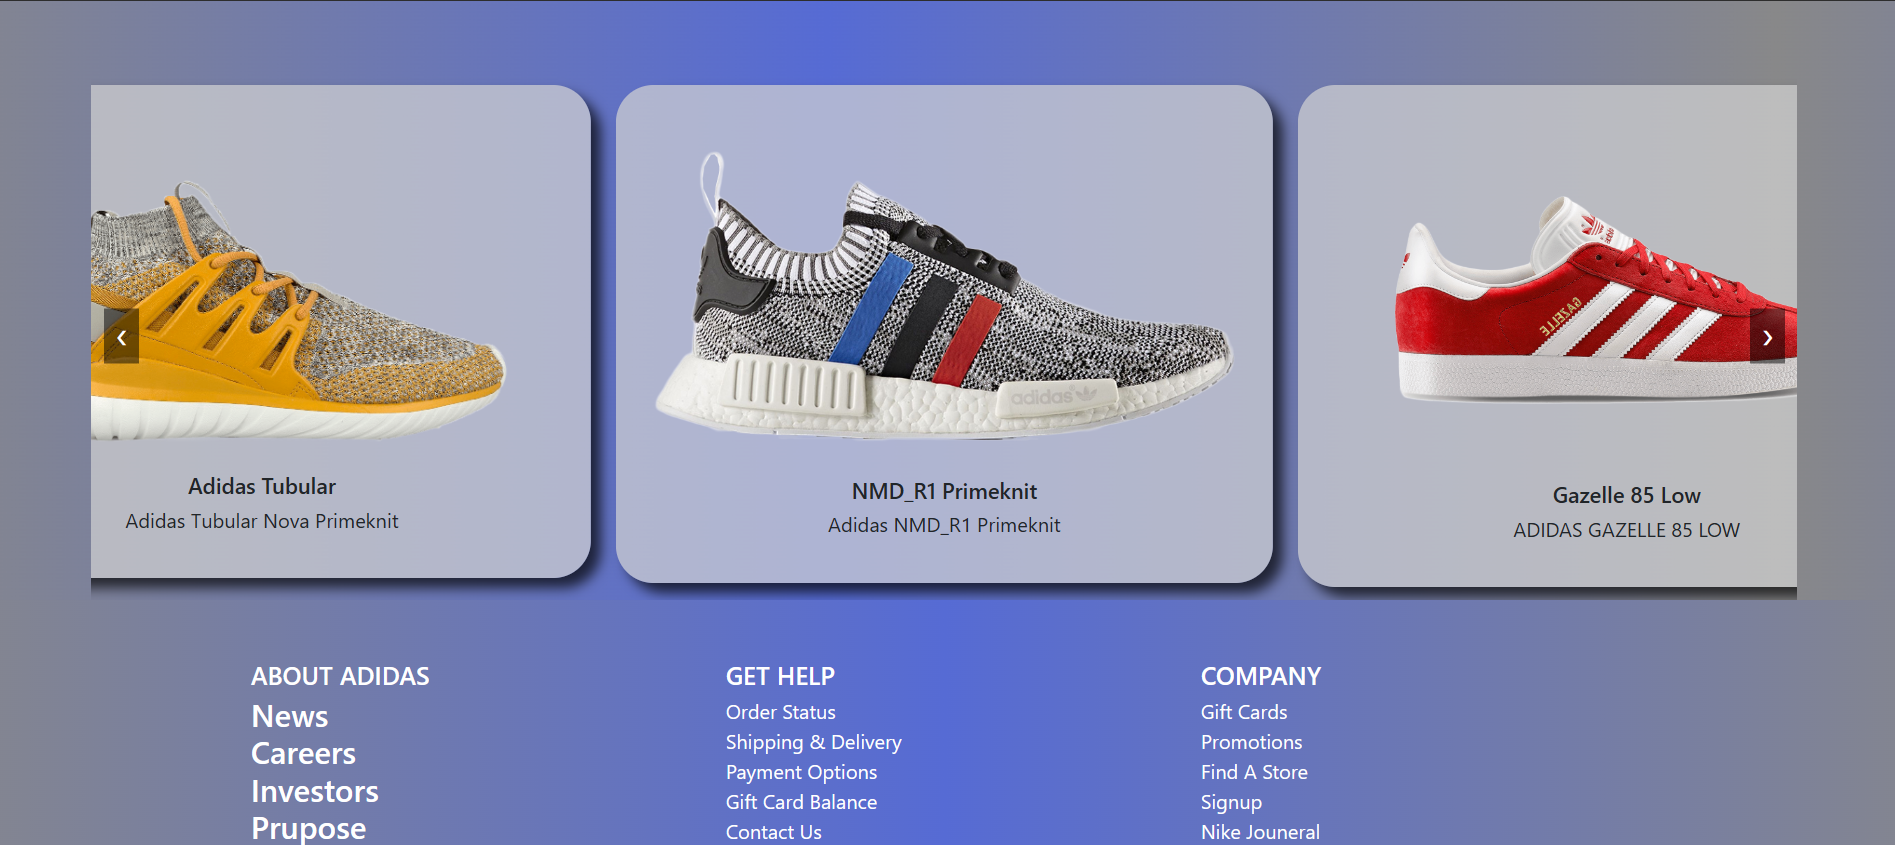 adidas
GAZELLE
Adidas Tubular
Adidas Tubular Nova Primeknit
NMD_R1 Primeknit
Adidas NMD_R1 Primeknit
Gazelle 85 Low
ADIDAS GAZELLE 85 LOW
ABOUT ADIDAS
News
Careers
Investors
Prupose
GET HELP
Order Status
Shipping & Delivery
Payment Options
Gift Card Balance
Contact Us
COMPANY
Gift Cards
Promotions
Find A Store
Signup
Nike Jouneral